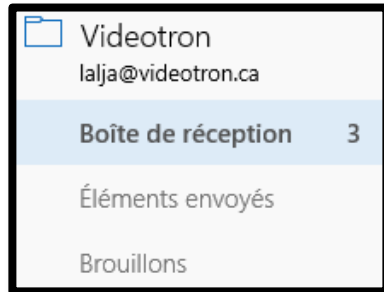 Videotron
lalja@videotron.ca
Boîte de réception 3
Éléments envoyés
Brouillons